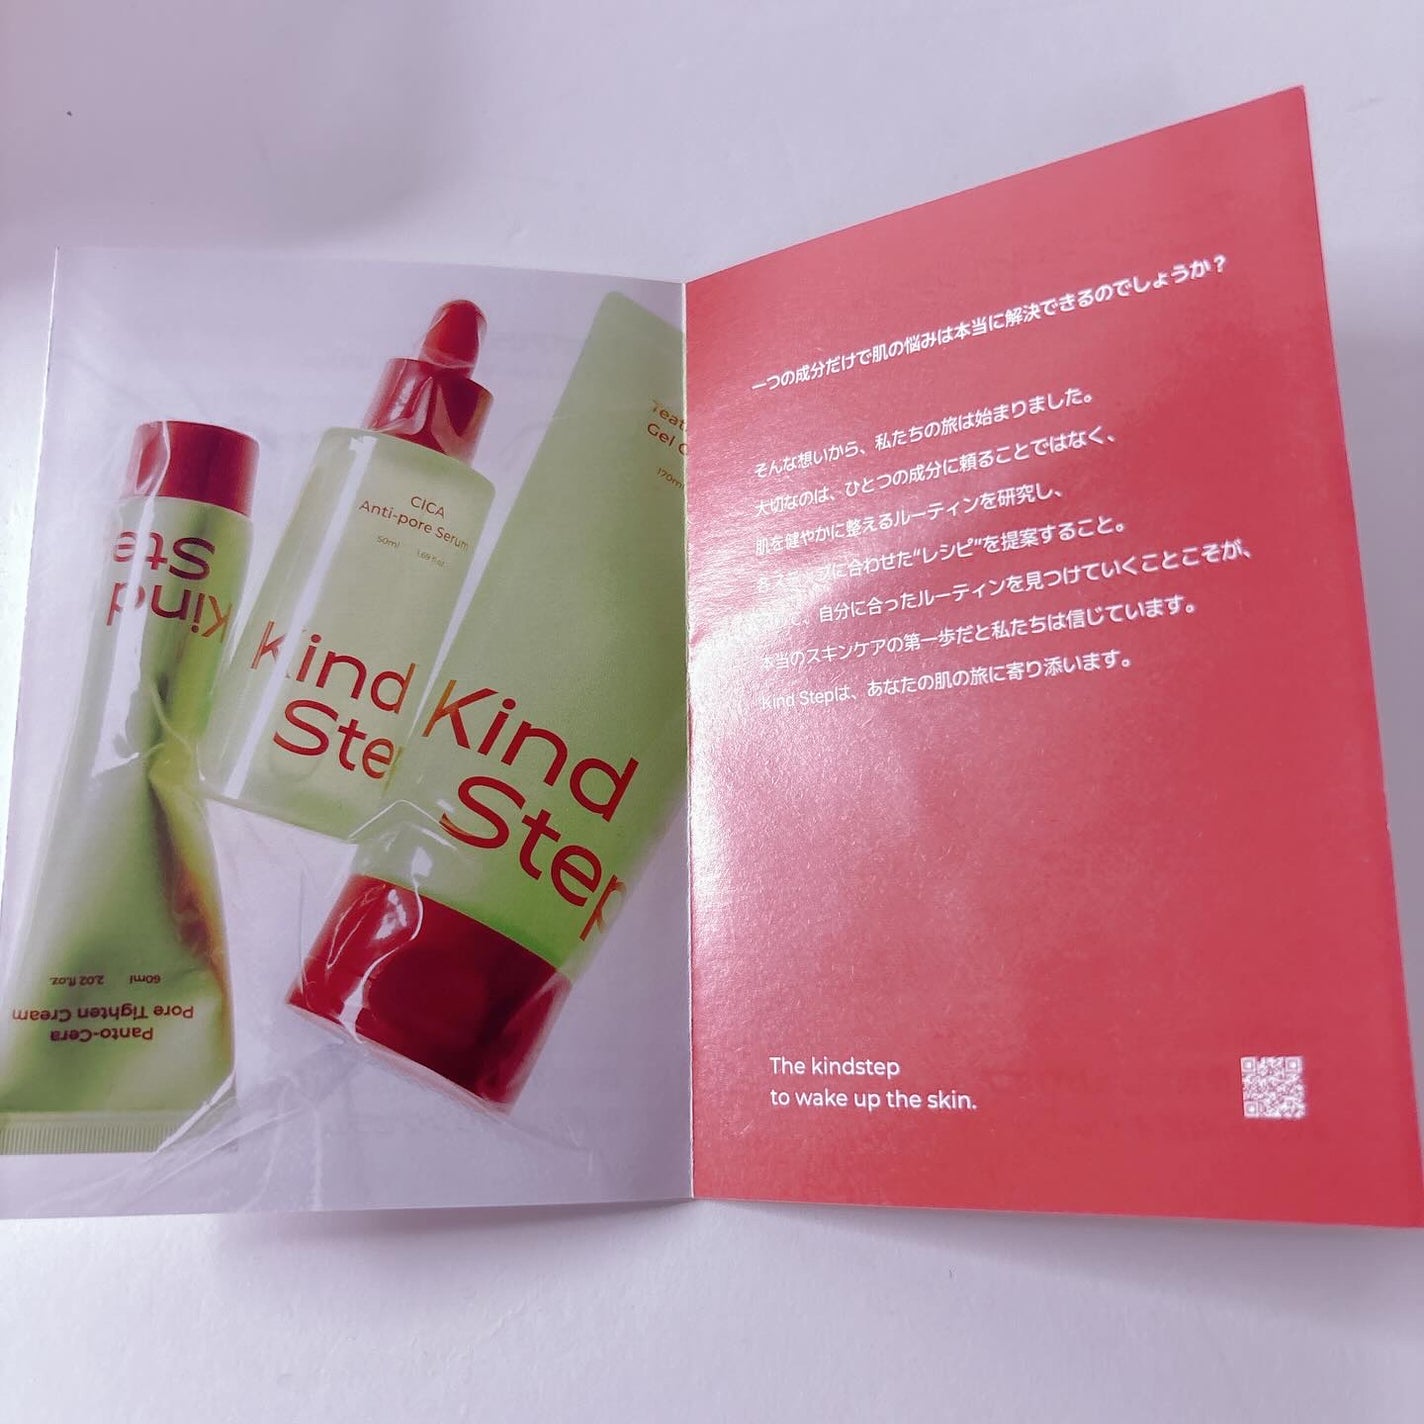 Kind
Step
60ml 2.02 fl.oz.
Panto-Cera
Pore Tighten Cream
CICA
Anti-pore Serum
50ml 1.69 fl.oz
Kind
Step
Gel
170ml
Kind
Step
一つの成分だけで肌の悩みは本当に解決できるのでしょうか？
そんな想いから、私たちの旅は始まりました。
大切なのは、ひとつの成分に頼ることではなく、
肌を健やかに整えるルーティンを研究し、
に合わせた“レシピ”を提案すること。
、自分に合ったルーティンを見つけていくことこそが、
本当のスキンケアの第一歩だと私たちは信じています。
Kind Stepは、あなたの肌の旅に寄り添います。
The kindstep
to wake up the skin.